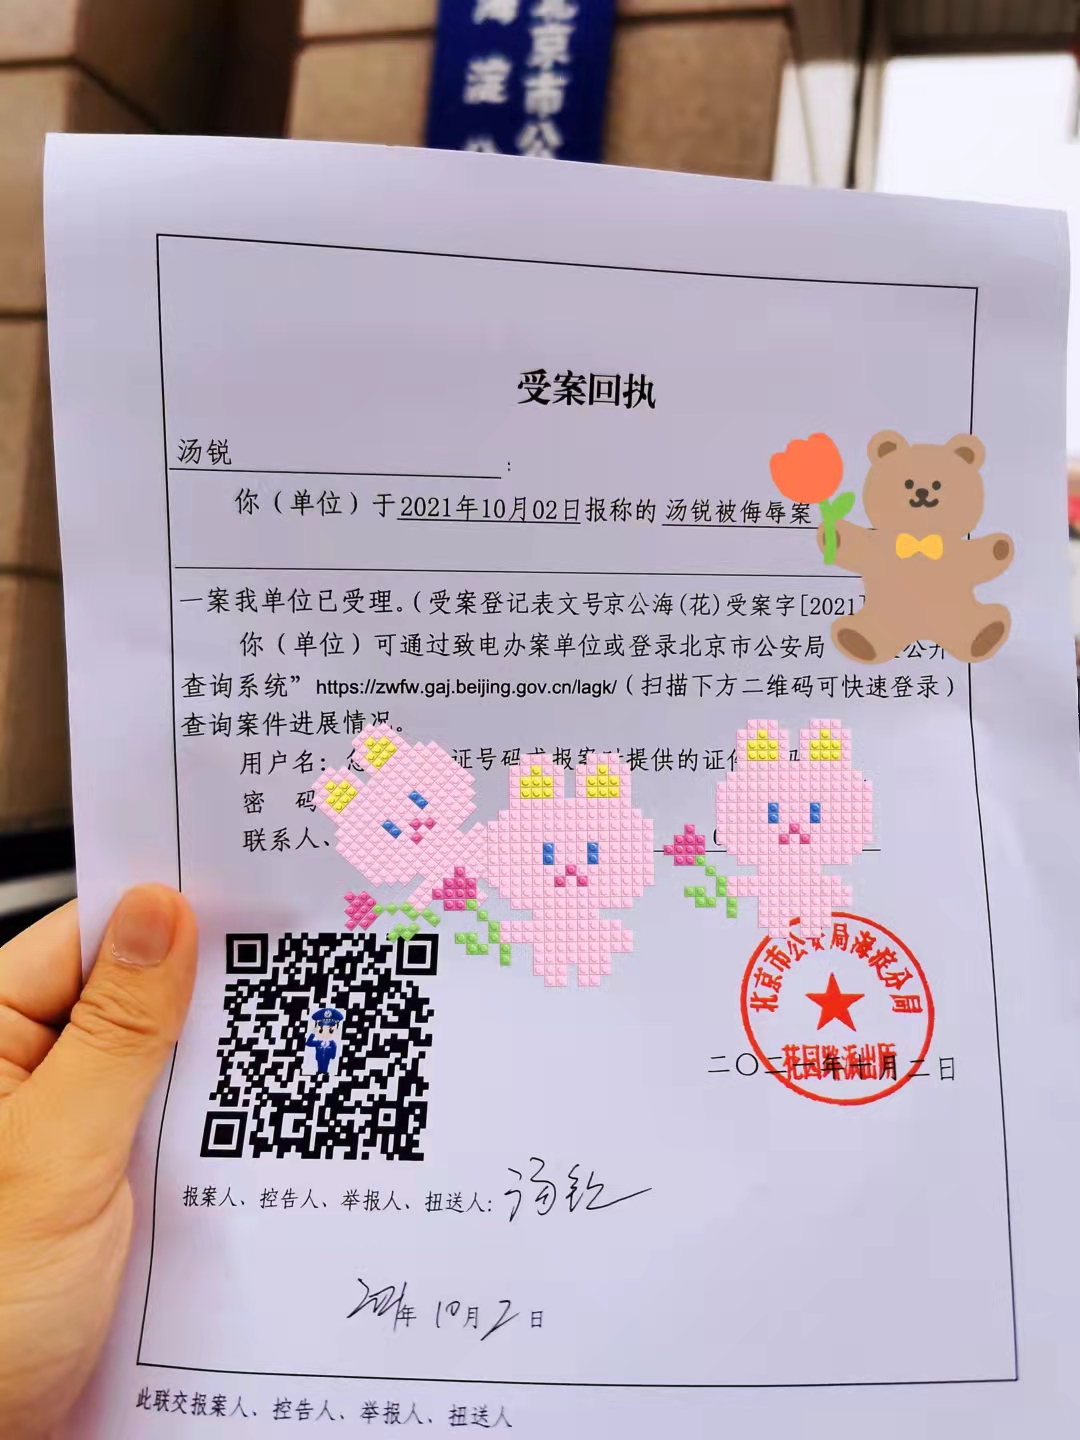 北京市公
海淀
受案回执
汤锐 :
你（单位）于2021年10月02日报称的 汤锐被侮辱案
一案我单位已受理。（受案登记表文号京公海(花)受案字[2021]
你（单位）可通过致电办案单位或登录北京市公安局 公开
查询系统” https://zwfw.gaj.beijing.gov.cn/lagk/（扫描下方二维码可快速登录）
查询案件进展情况。
用户名: 证号码或报案时提供的证件 码
密 码
联系人、
北京市公安局海淀分局
花园路派出所
二〇二一年十月二日
报案人、控告人、举报人、扭送人: 汤锐
2021年10月2日
此联交报案人、控告人、举报人、扭送人